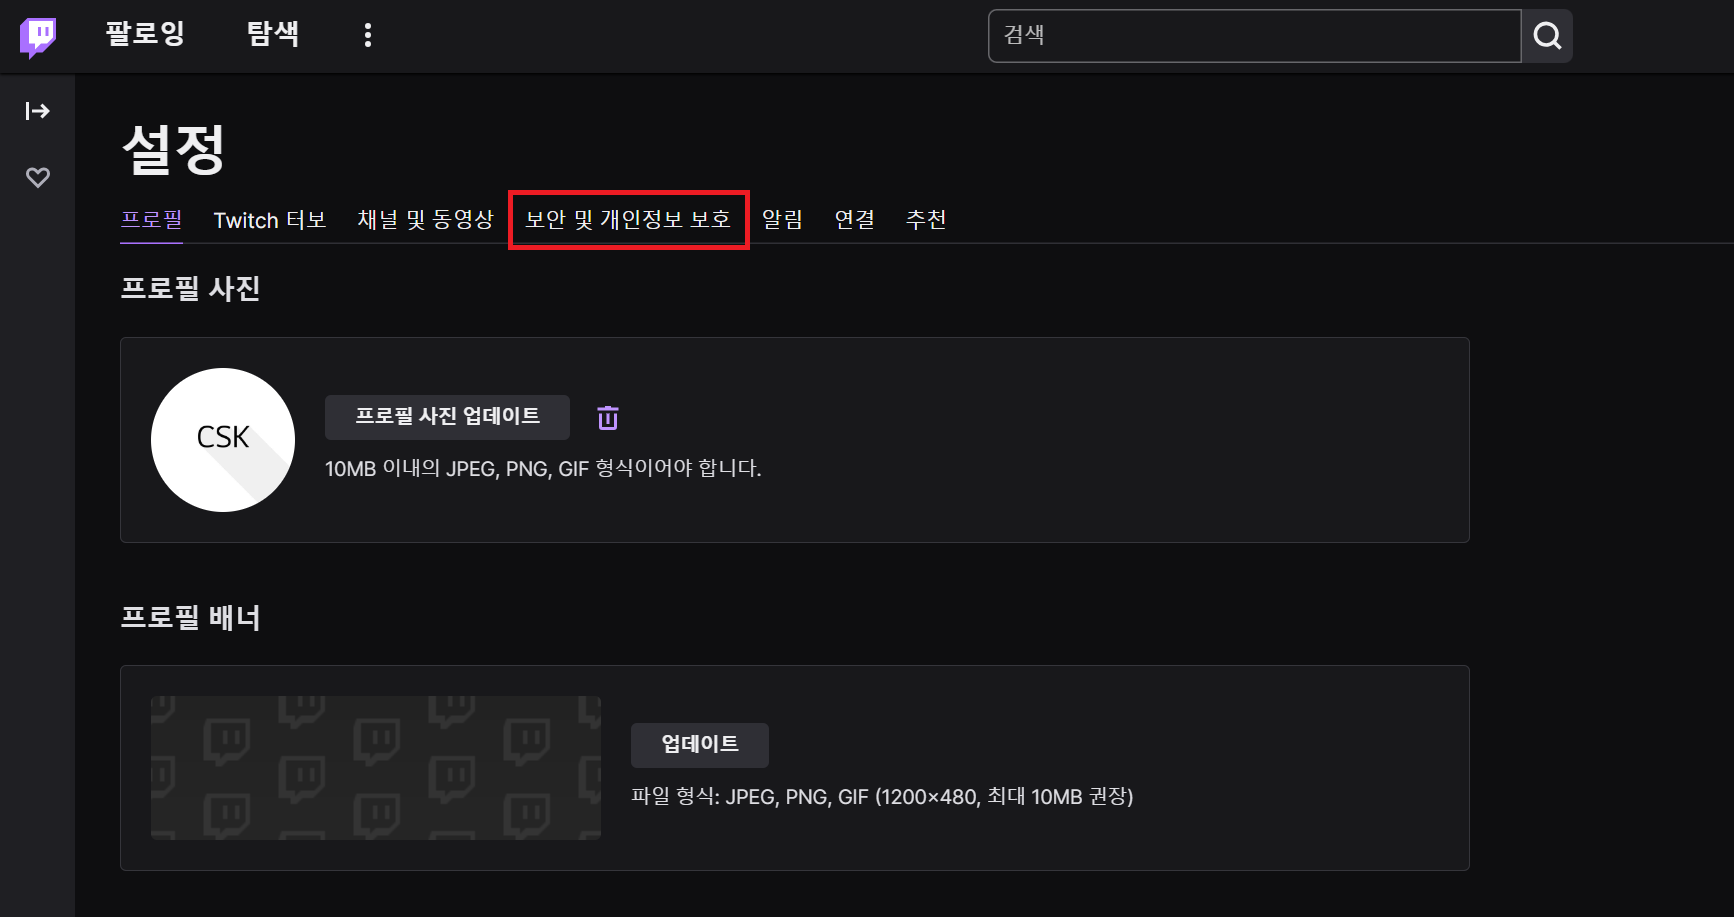 팔로잉 탐색 검색
설정
프로필 Twitch 터보 채널 및 동영상 보안 및 개인정보 보호 알림 연결 추천
프로필 사진
CSK
프로필 사진 업데이트
10MB 이내의 JPEG, PNG, GIF 형식이어야 합니다.
프로필 배너
업데이트
파일 형식: JPEG, PNG, GIF (1200×480, 최대 10MB 권장)